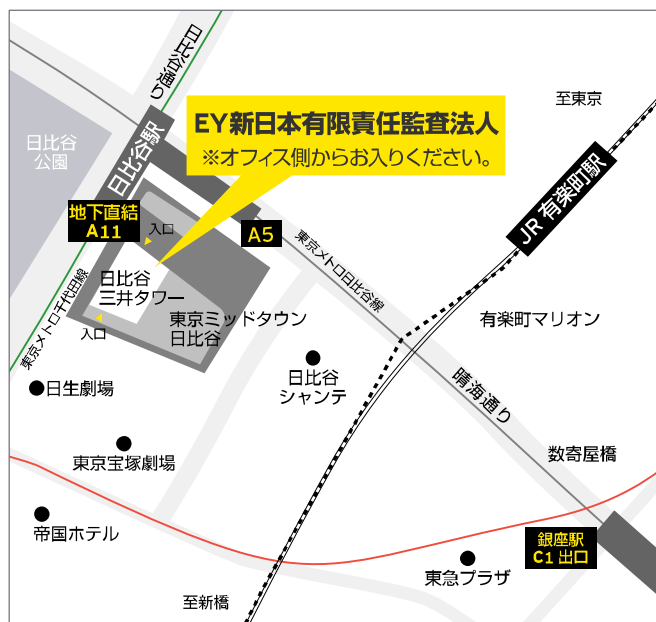 日比谷通り
至東京
EY新日本有限責任監査法人
※オフィス側からお入りください。
日比谷
公園
日比谷駅
JR 有楽町駅
地下直結
A11
入口
A5
東京メトロ日比谷線
日比谷
三井タワー
東京ミッドタウン
日比谷
入口
東京メトロ千代田線
有楽町マリオン
日比谷
シャンテ
晴海通り
日生劇場
東京宝塚劇場
数寄屋橋
帝国ホテル
銀座駅
C1 出口
東急プラザ
至新橋